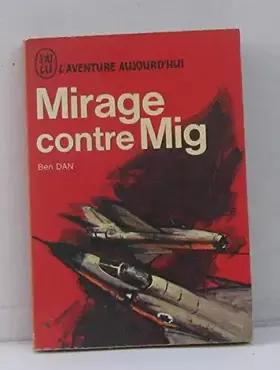 J'AI LU
L'AVENTURE AUJOURD'HUI
Mirage
contre Mig
Ben DAN